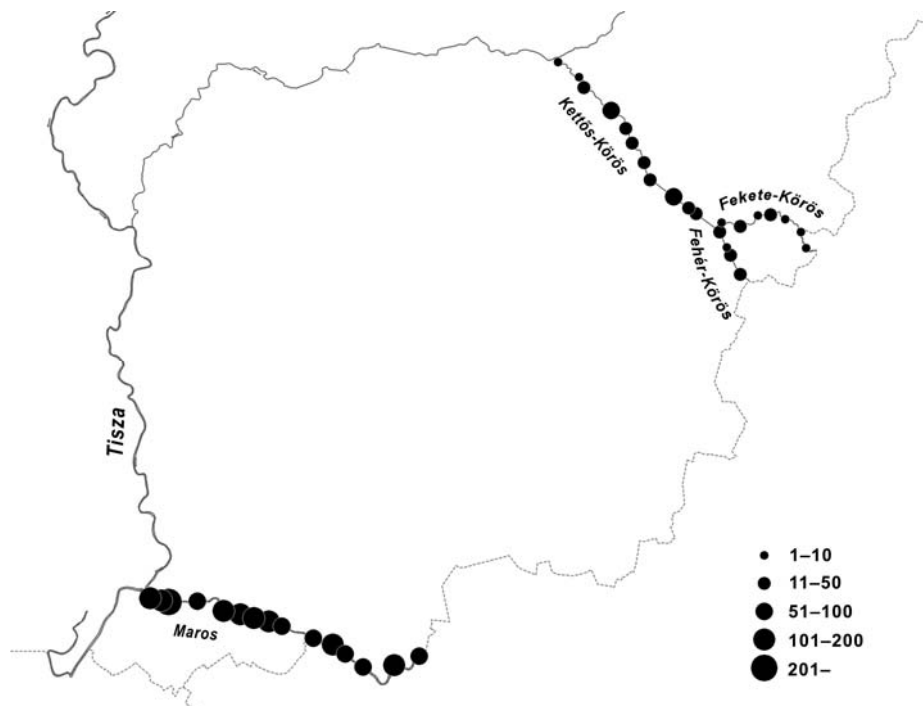 Kettős-Körös
Fekete-Körös
Fehér-Körös
Tisza
Maros
1–10
11–50
51–100
101–200
201–